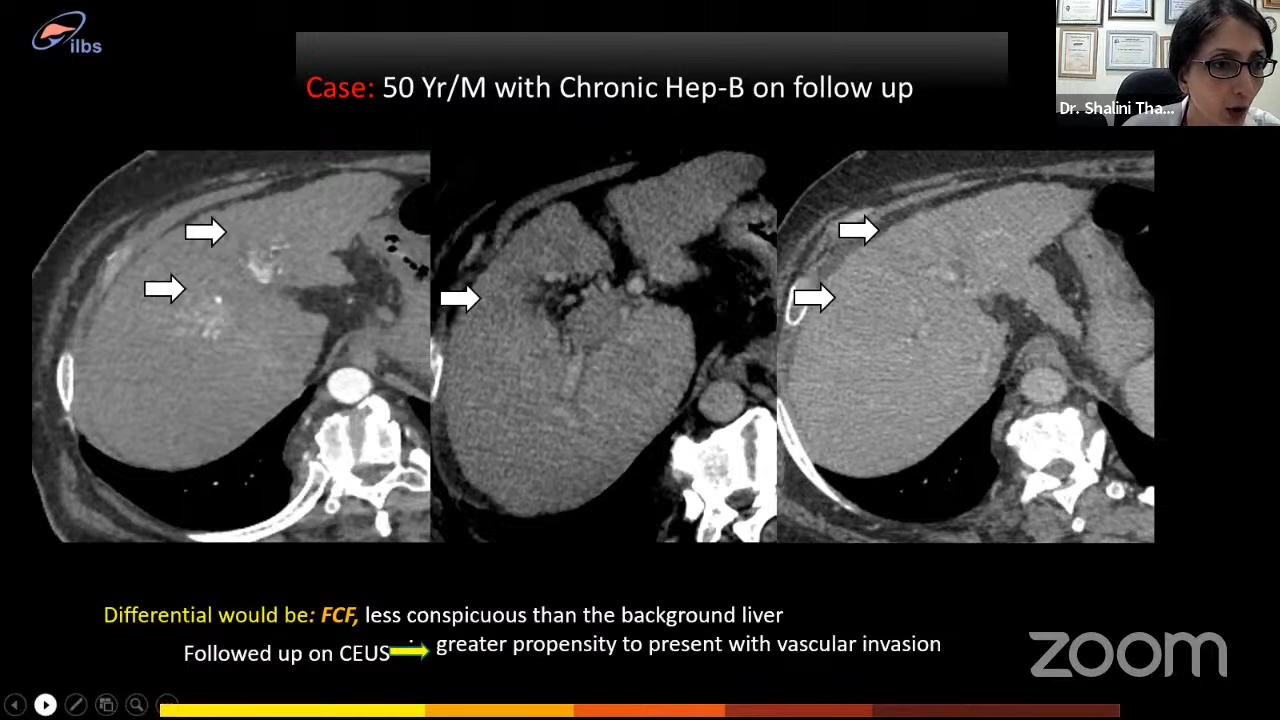 ilbs
Case: 50 Yr/M with Chronic Hep-B on follow up
Dr. Shalini Tha...
Differential would be: FCF, less conspicuous than the background liver
Followed up on CEUS
greater propensity to present with vascular invasion
zoom